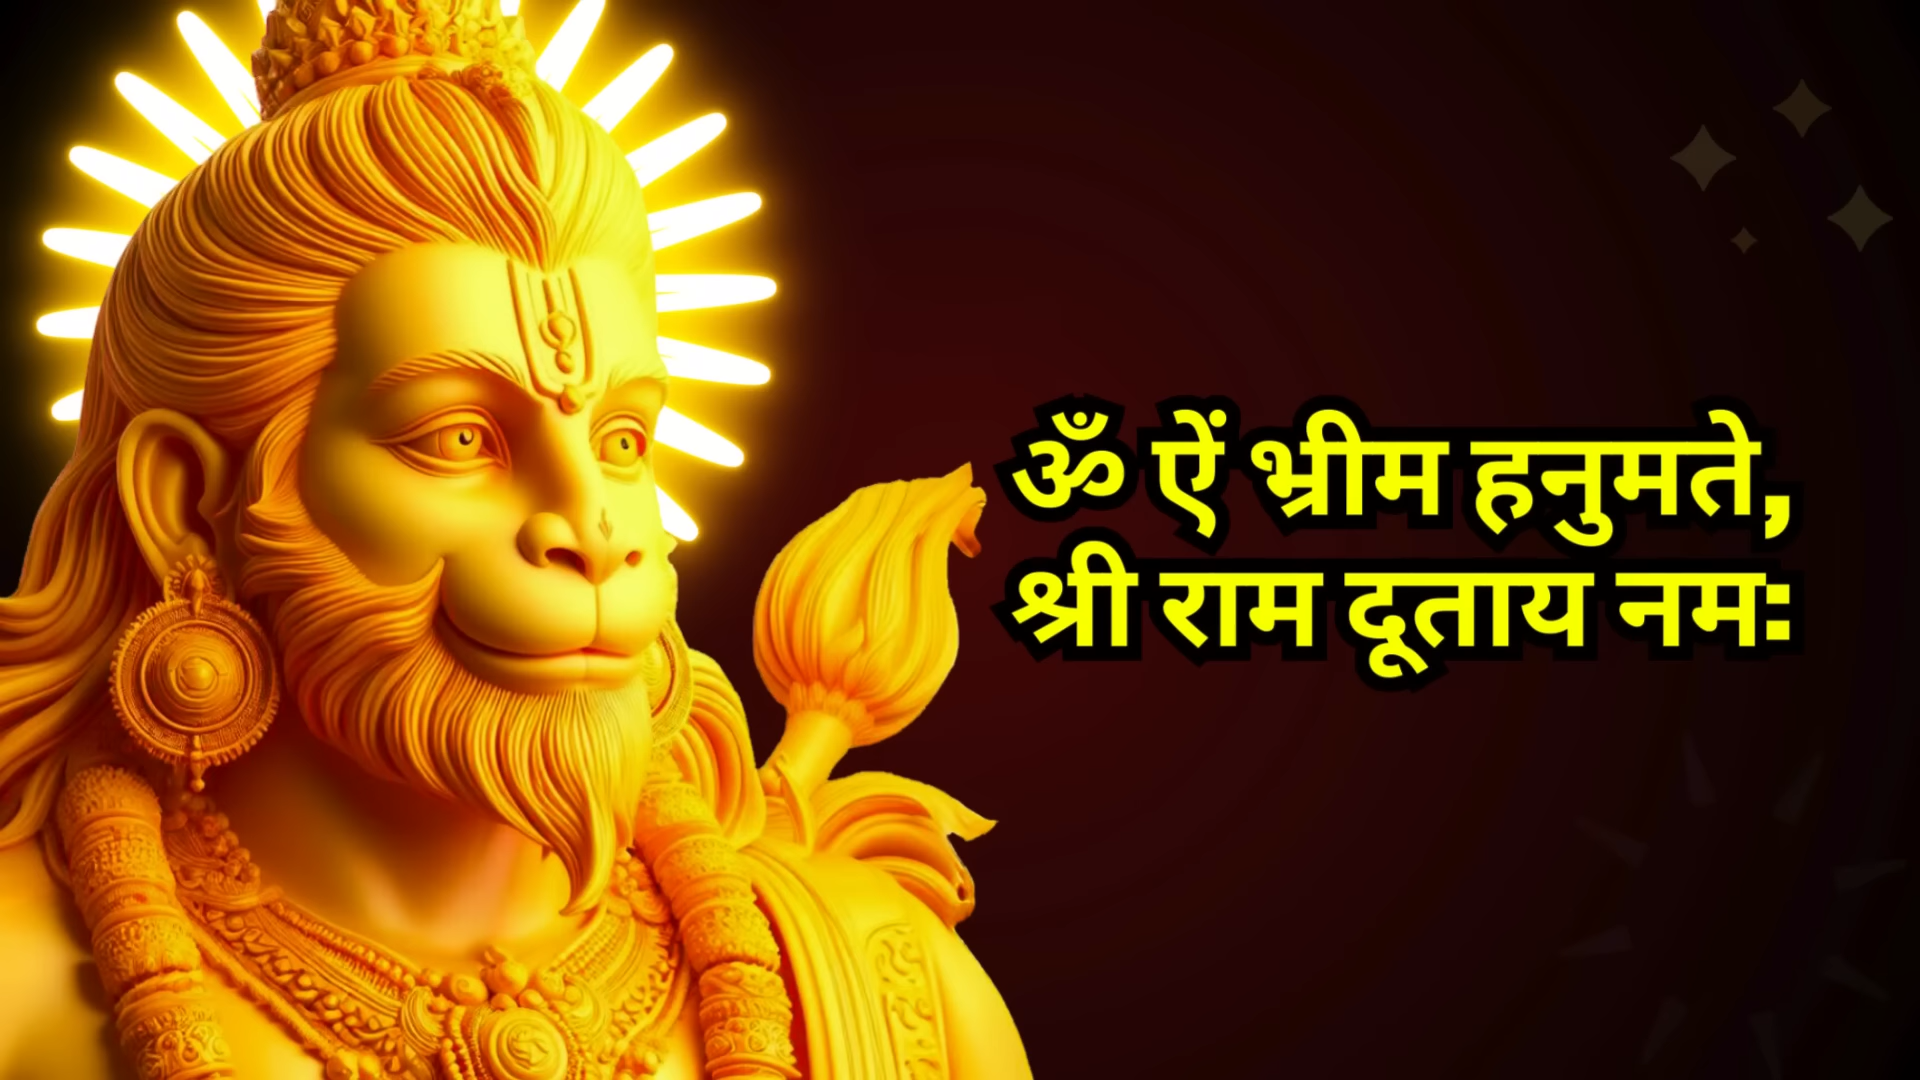 ॐ ऐं भ्रीम हनुमते,
श्री राम दूताय नमः